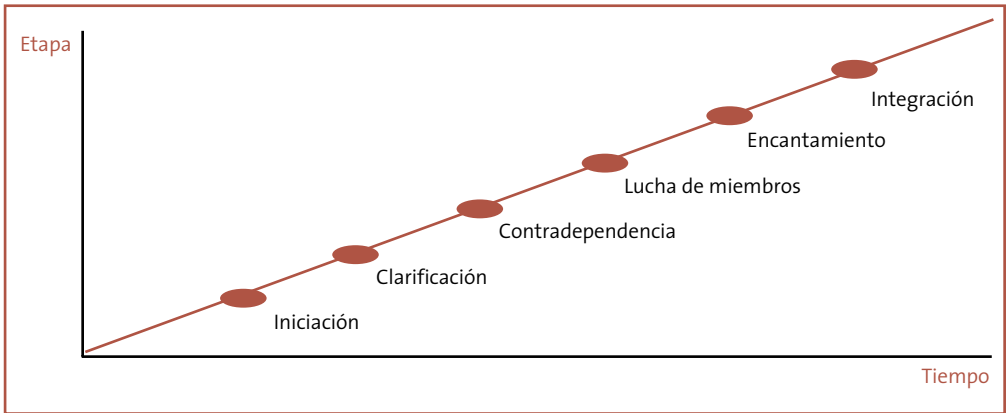 Etapa
Integración
Encantamiento
Lucha de miembros
Contradependencia
Clarificación
Iniciación
Tiempo